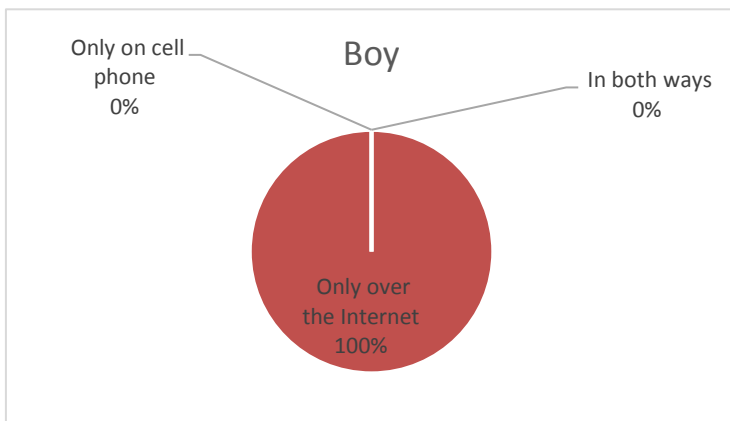 Boy
Only on cell
phone
0%
In both ways
0%
Only over
the Internet
100%